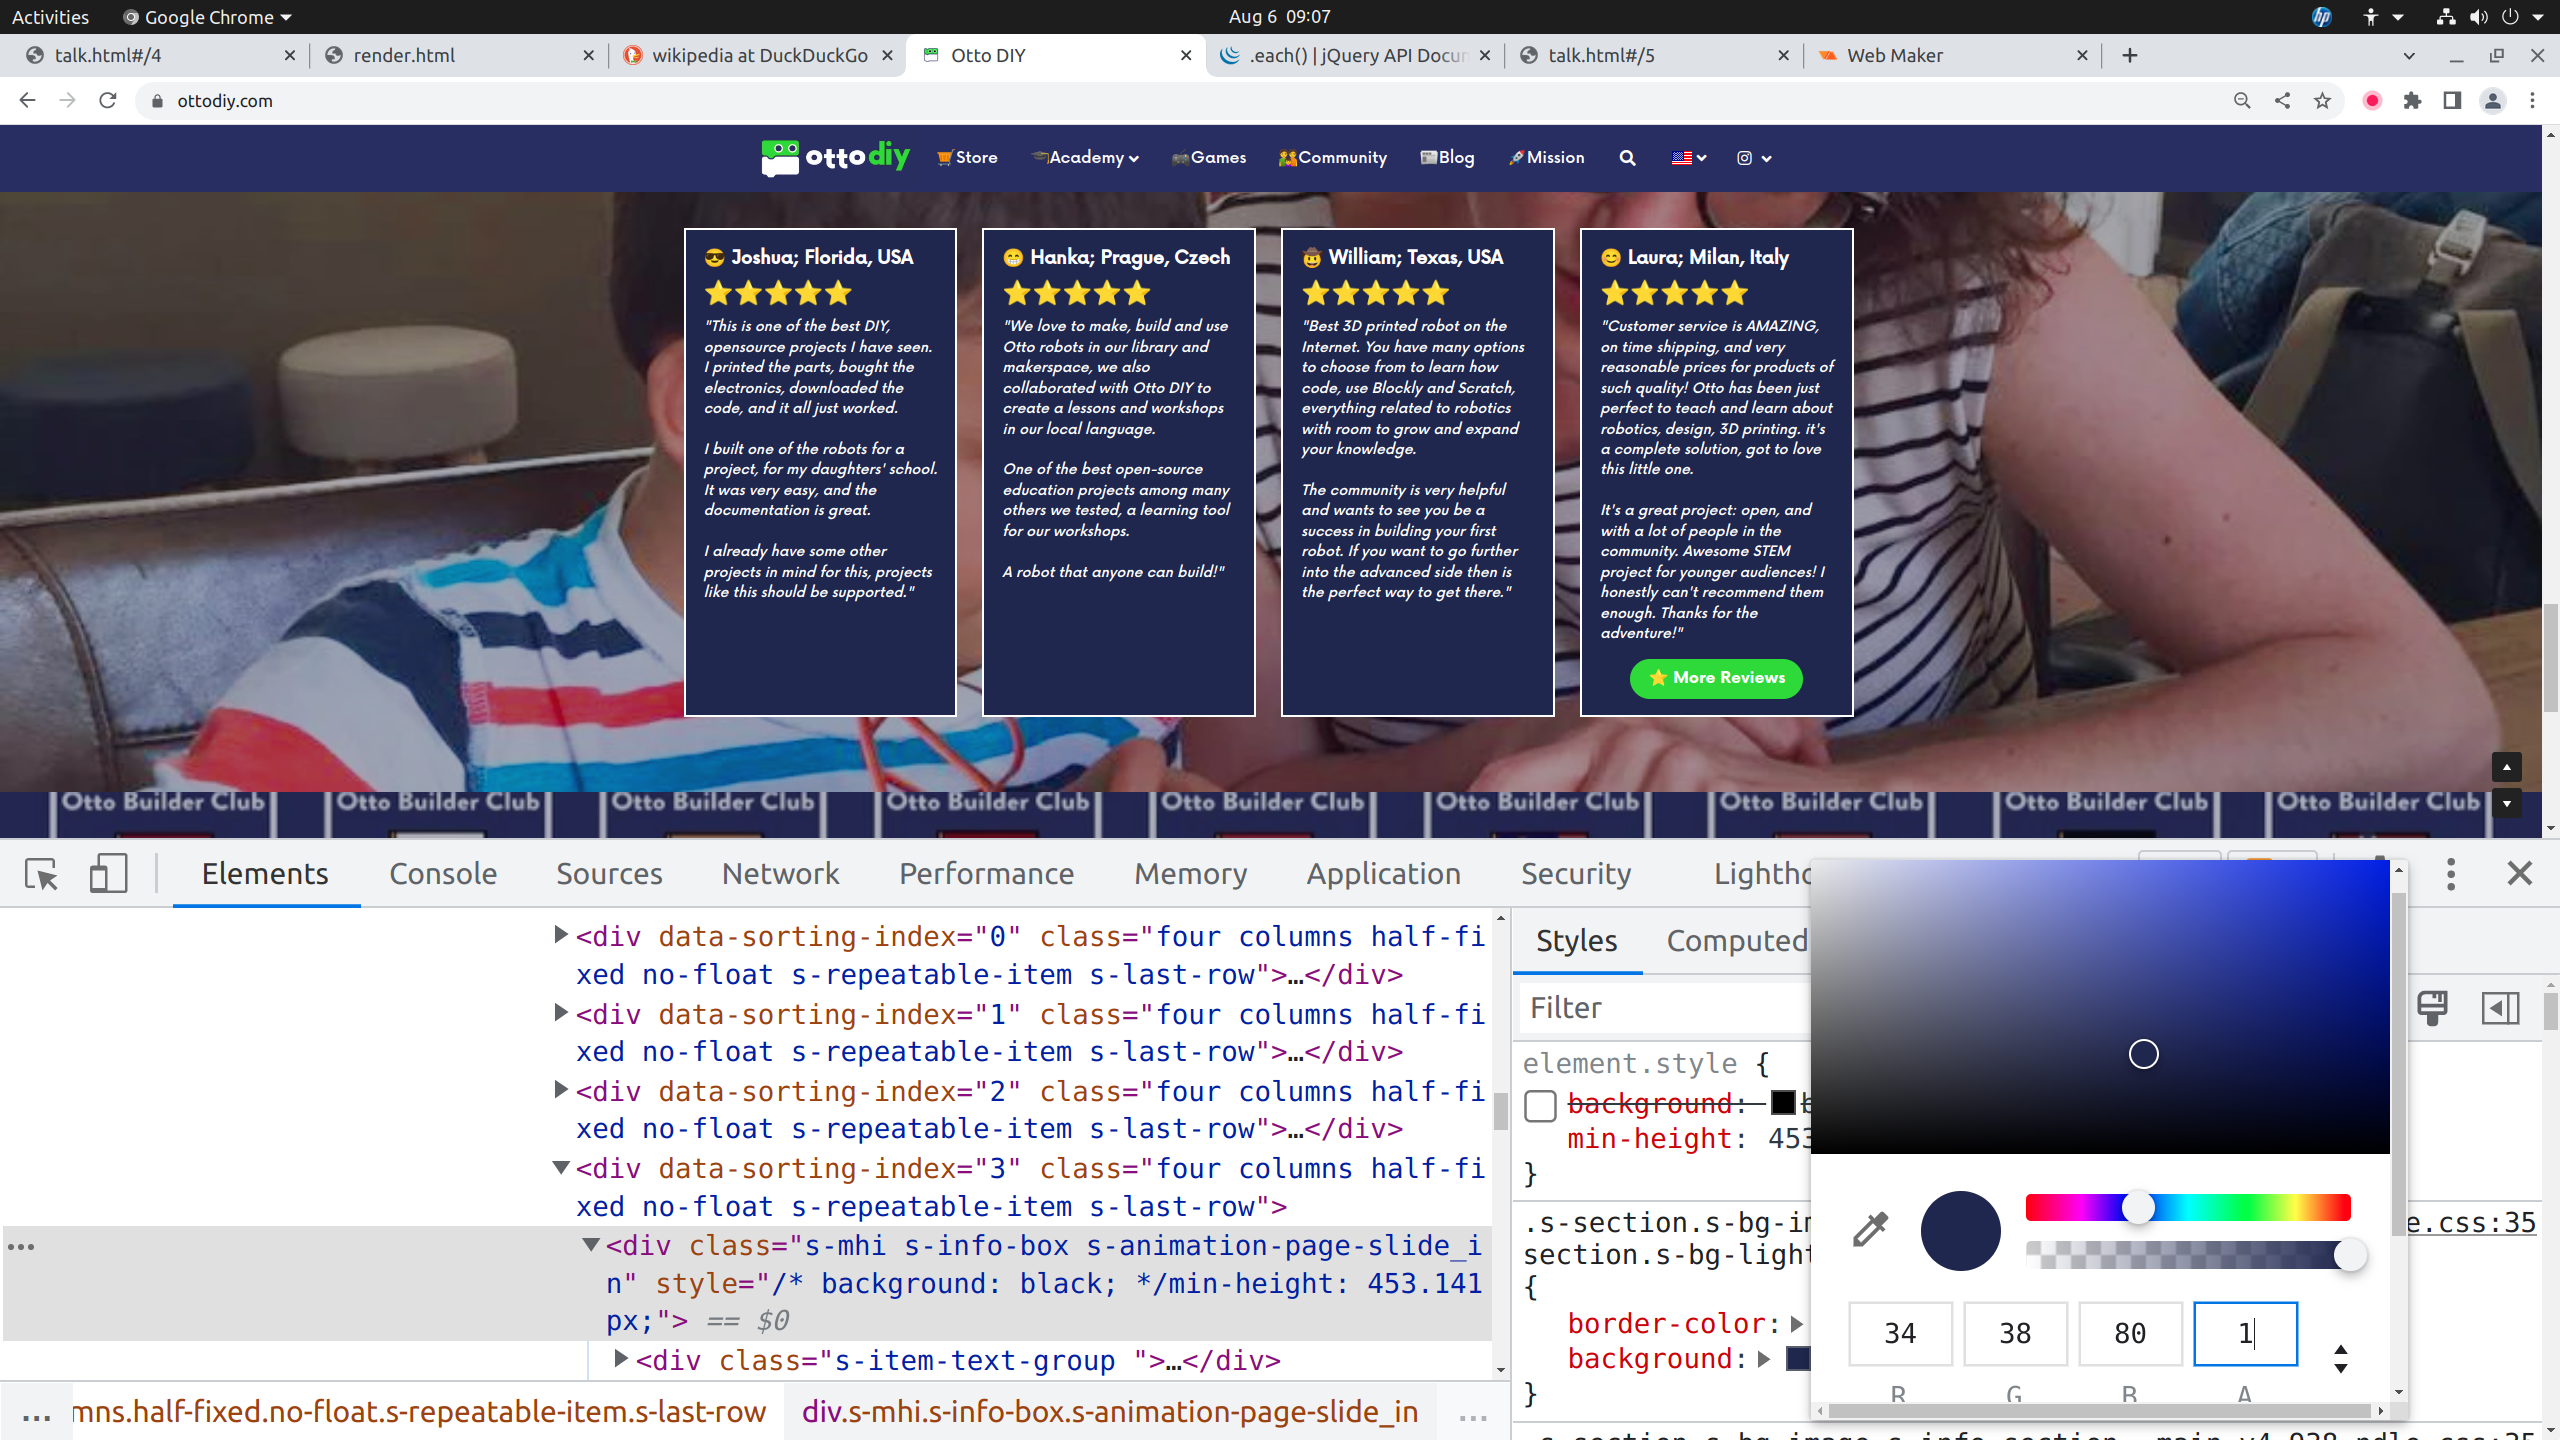 Activities
Google Chrome
Aug 6 09:07
talk.html#/4
render.html
wikipedia at DuckDuckGo
Otto DIY
.each() | jQuery API Docu
talk.html#/5
Web Maker
ottodiy.com
otto diy
Store
Academy
Games
Community
Blog
Mission
Joshua; Florida, USA
"This is one of the best DIY,
opensource projects I have seen.
I printed the parts, bought the
electronics, downloaded the
code, and it all just worked.
I built one of the robots for a
project, for my daughters' school.
It was very easy, and the
documentation is great.
I already have some other
projects in mind for this, projects
like this should be supported."
Hanka; Prague, Czech
"We love to make, build and use
Otto robots in our library and
makerspace, we also
collaborated with Otto DIY to
create a lessons and workshops
in our local language.
One of the best open-source
education projects among many
others we tested, a learning tool
for our workshops.
A robot that anyone can build!"
William; Texas, USA
"Best 3D printed robot on the
Internet. You have many options
to choose from to learn how
code, use Blockly and Scratch,
everything related to robotics
with room to grow and expand
your knowledge.
The community is very helpful
and wants to see you be a
success in building your first
robot. If you want to go further
into the advanced side then is
the perfect way to get there."
Laura; Milan, Italy
"Customer service is AMAZING,
on time shipping, and very
reasonable prices for products of
such quality! Otto has been just
perfect to teach and learn about
robotics, design, 3D printing. it's
a complete solution, got to love
this little one.
It's a great project: open, and
with a lot of people in the
community. Awesome STEM
project for younger audiences! I
honestly can't recommend them
enough. Thanks for the
adventure!"
More Reviews
Otto Builder Club
Otto Builder Club
Otto Builder Club
Otto Builder Club
Otto Builder Club
Otto Builder Club
Otto Builder Club
Otto Builder Club
Otto Builder Club
Elements
Console
Sources
Network
Performance
Memory
Application
Security
Lighthо
<div data-sorting-index="0" class="four columns half-fi
xed no-float s-repeatable-item s-last-row">…</div>
<div data-sorting-index="1" class="four columns half-fi
xed no-float s-repeatable-item s-last-row">…</div>
<div data-sorting-index="2" class="four columns half-fi
xed no-float s-repeatable-item s-last-row">…</div>
<div data-sorting-index="3" class="four columns half-fi
xed no-float s-repeatable-item s-last-row">
<div class="s-mhi s-info-box s-animation-page-slide_i
n" style="/* background: black; */min-height: 453.141
px;"> == $0
<div class="s-item-text-group ">…</div>
... mns.half-fixed.no-float.s-repeatable-item.s-last-row div.s-mhi.s-info-box.s-animation-page-slide_in ...
Styles
Computed
Filter
element.style {
background: b
min-height: 453
}
.s-section.s-bg-im
e.css:35
section.s-bg-light
{
border-color:
background:
}
34
38
80
1
R
G
B
A